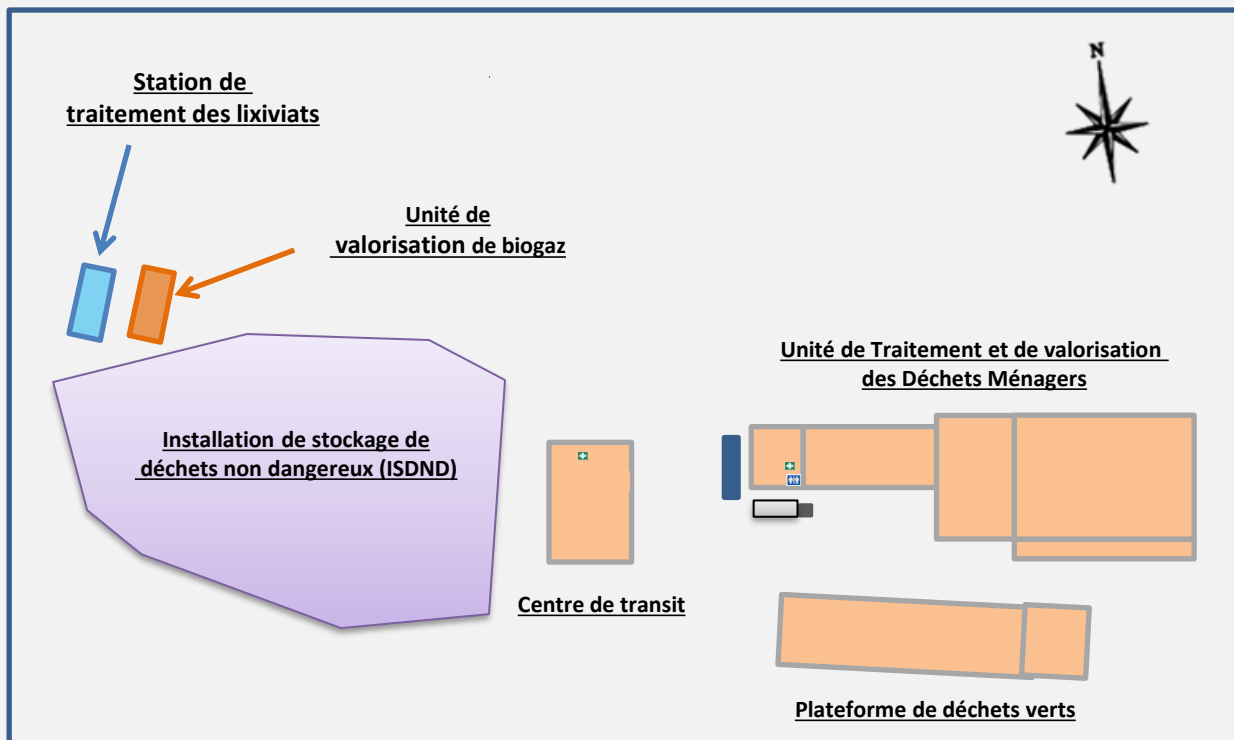 N
Station de
traitement des lixiviats
Unité de
valorisation de biogaz
Unité de Traitement et de valorisation
des Déchets Ménagers
Installation de stockage de
déchets non dangereux (ISDND)
Centre de transit
Plateforme de déchets verts